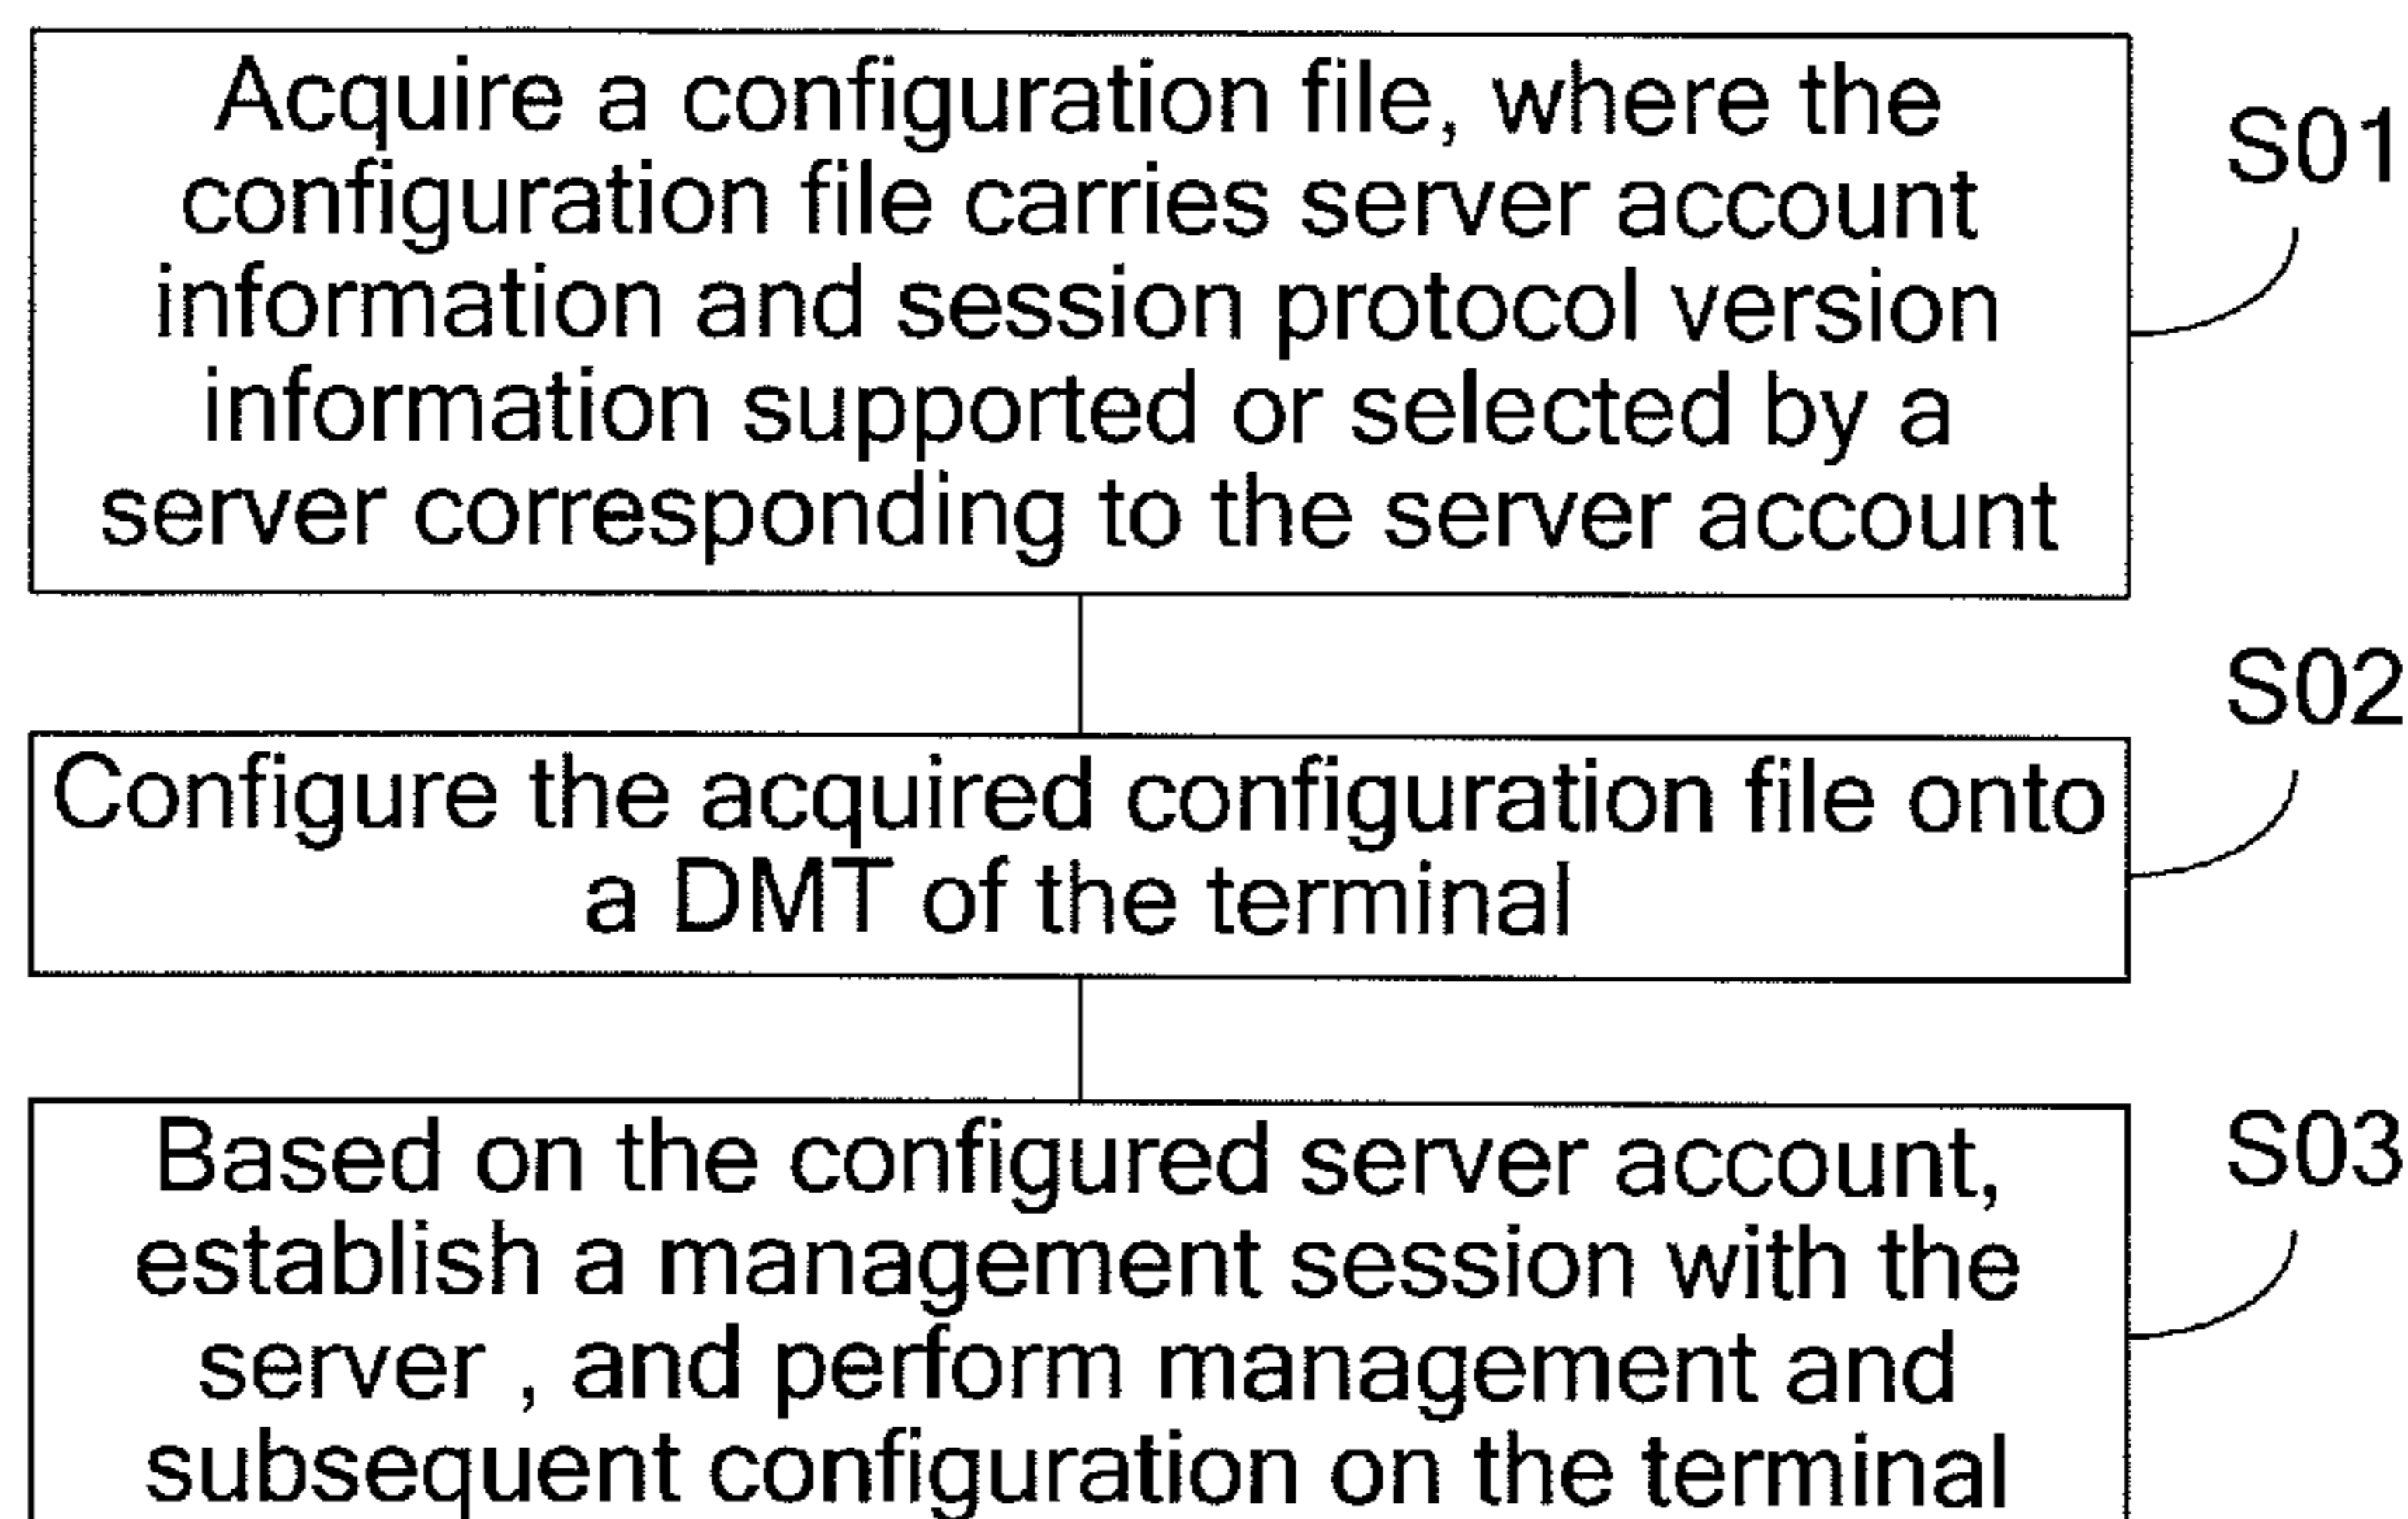 Acquire a configuration file, where the
configuration file carries server account
information and session protocol version
information supported or selected by a
server corresponding to the server account
S01
S02
Configure the acquired configuration file onto
a DMT of the terminal
Based on the configured server account,
establish a management session with the
server , and perform management and
subsequent configuration on the terminal
S03